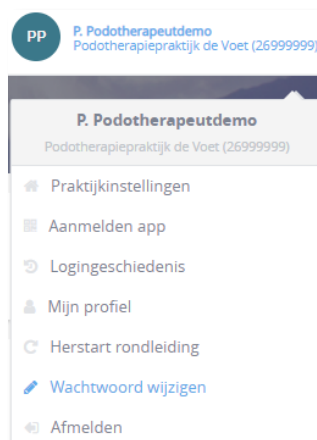 PP
P. Podotherapeutdemo
Podotherapiepraktijk de Voet (26999999)
P. Podotherapeutdemo
Podotherapiepraktijk de Voet (26999999)
Praktijkinstellingen
Aanmelden app
Logingeschiedenis
Mijn profiel
Herstart rondleiding
Wachtwoord wijzigen
Afmelden